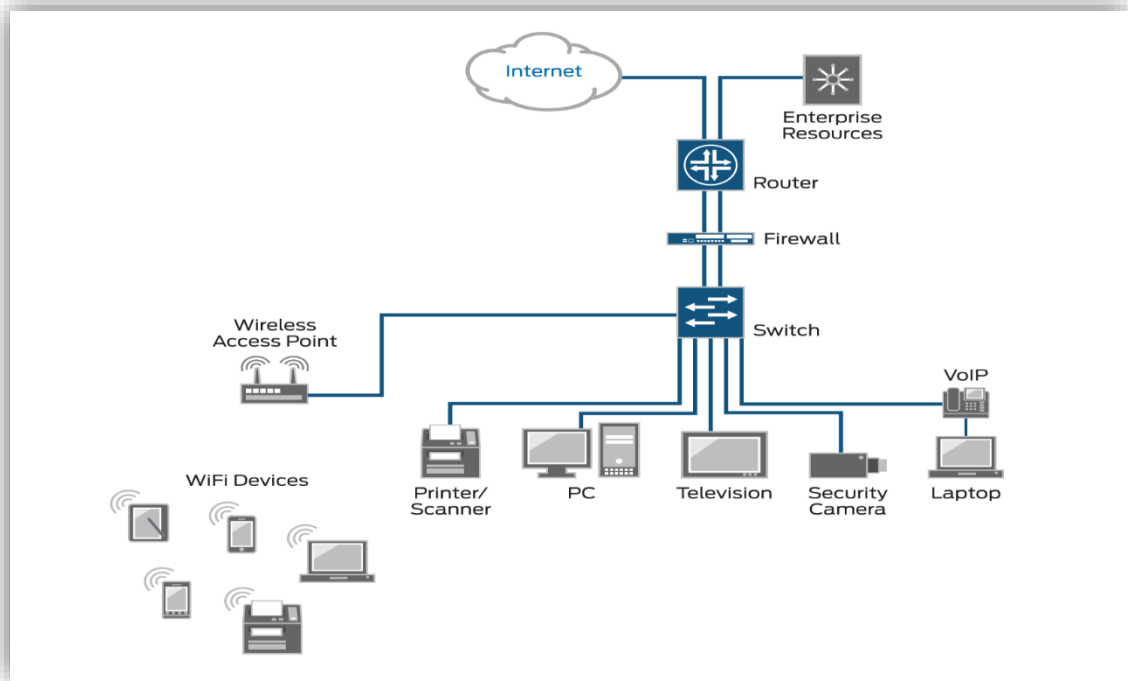 Internet
Enterprise
Resources
Router
Firewall
Switch
Wireless
Access Point
VoIP
WiFi Devices
Printer/
Scanner
PC
Television
Security
Camera
Laptop